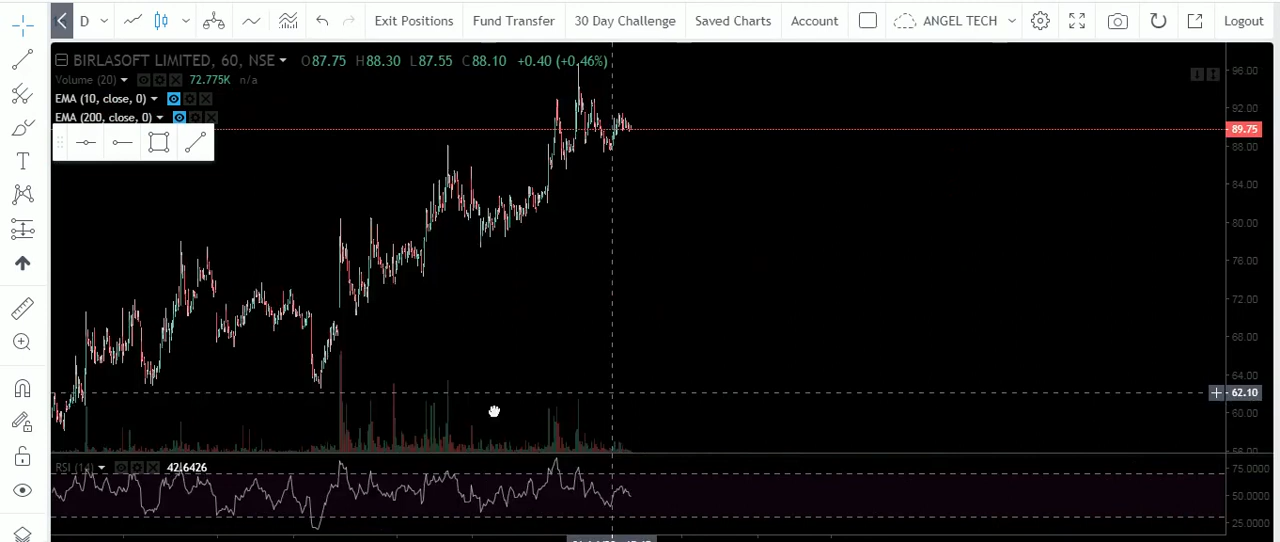 D Exit Positions Fund Transfer 30 Day Challenge Saved Charts Account ANGEL TECH Logout
BIRLASOFT LIMITED, 60, NSE O87.75 H88.30 L87.55 C88.10 +0.40 (+0.46%)
Volume (20) 72.775K n/a
EMA (10, close, 0)
EMA (200, close, 0)
96.00
92.00
89.75
88.00
84.00
80.00
76.00
72.00
68.00
64.00
62.10
60.00
56.00
RSI (14) 42.6426
75.0000
50.0000
25.0000